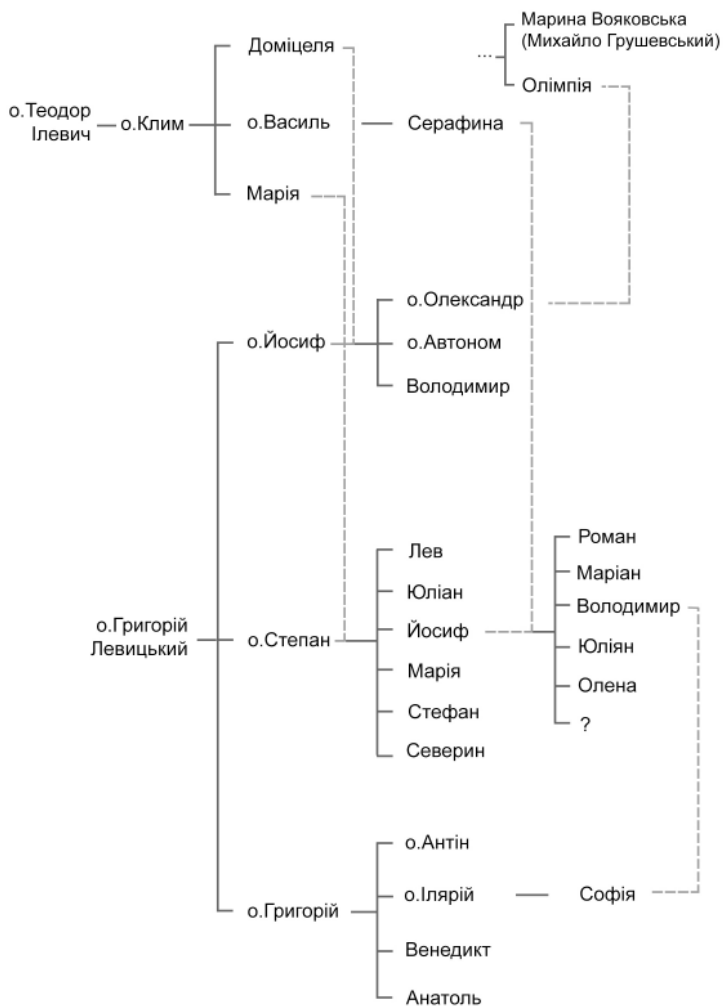 Марина Вояковська
(Михайло Грушевський)
...
Олімпія
Доміцеля
о.Теодор
Ілевич
о.Клим
о.Василь
Серафина
Марія
о.Олександр
о.Йосиф
о.Автоном
Володимир
Роман
Лев
Маріан
Юліан
Володимир
о.Григорій
Левицький
о.Степан
Йосиф
Юліян
Марія
Олена
Стефан
?
Северин
о.Антін
о.Ілярій
Софія
о.Григорій
Венедикт
Анатоль